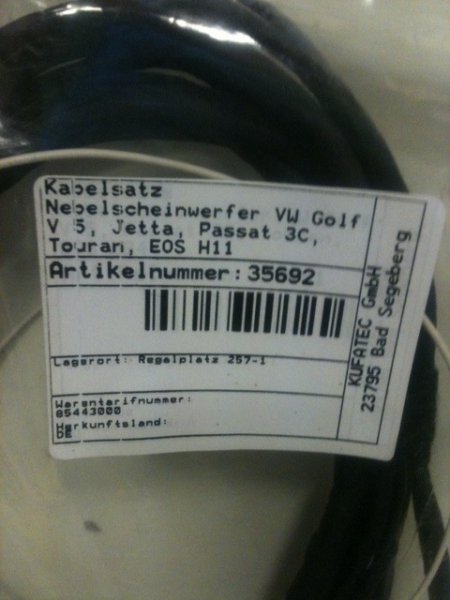 Kabelsatz
Nebelscheinwerfer VW Golf
V 5, Jetta, Passat 3C,
Touran, EOS H11
Artikelnummer: 35692
Lagerort: Regalplatz 257-1
Warentarifnummer:
85443000
Herkunftsland:
DE
KUFATEC GmbH
23795 Bad Segeberg